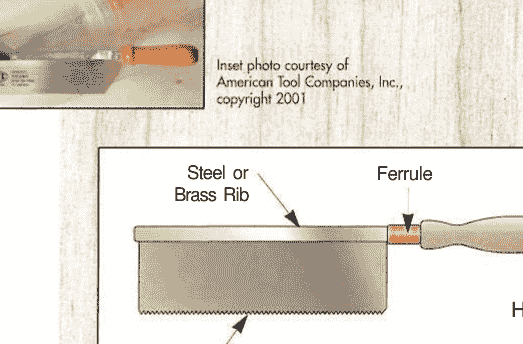 Inset photo courtesy of
American Tool Companies, Inc.,
copyright 2001
Steel or
Brass Rib
Ferrule
H